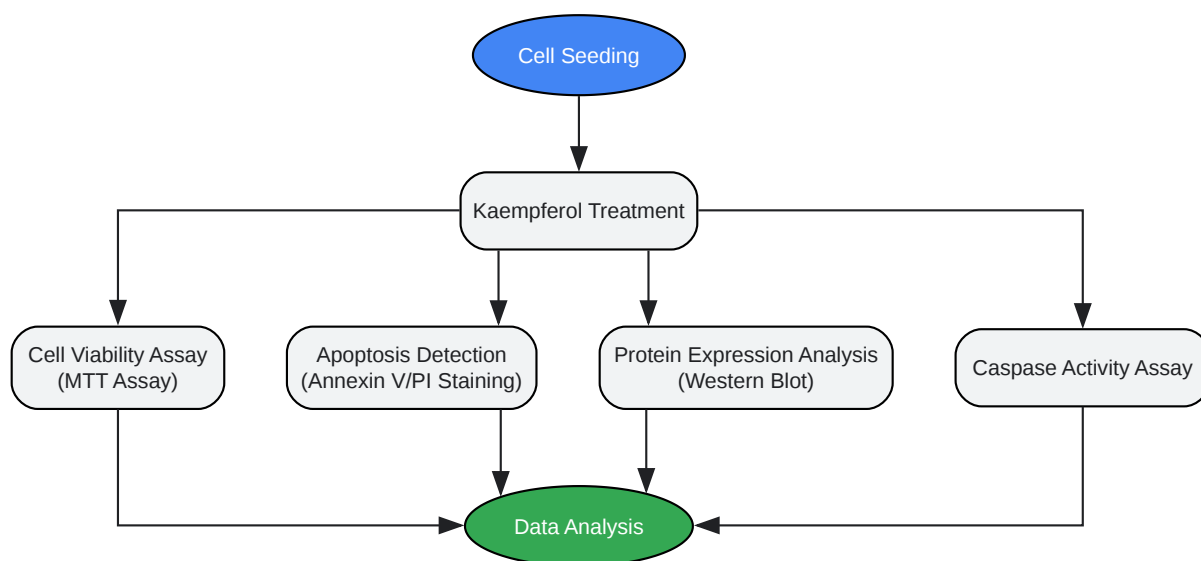 Cell Seeding
Kaempferol Treatment
Cell Viability Assay
(MTT Assay)
Apoptosis Detection
(Annexin V/PI Staining)
Protein Expression Analysis
(Western Blot)
Caspase Activity Assay
Data Analysis